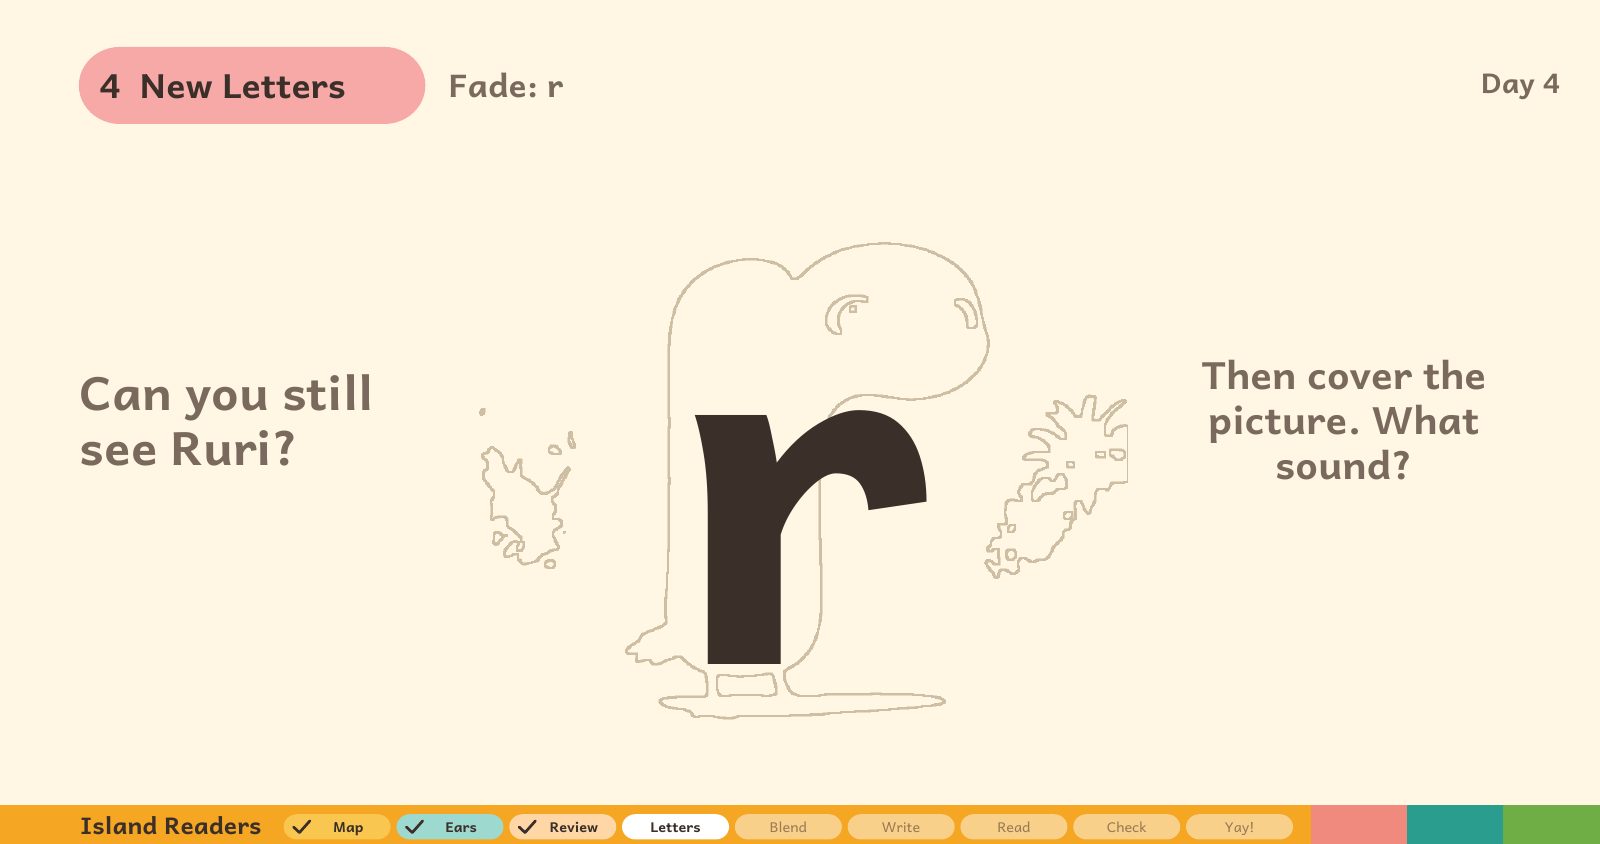 4 New Letters
Fade: r
Day 4
Can you still
see Ruri?
r
Then cover the
picture. What
sound?
Island Readers
Map
Ears
Review
Letters
Blend
Write
Read
Check
Yay!